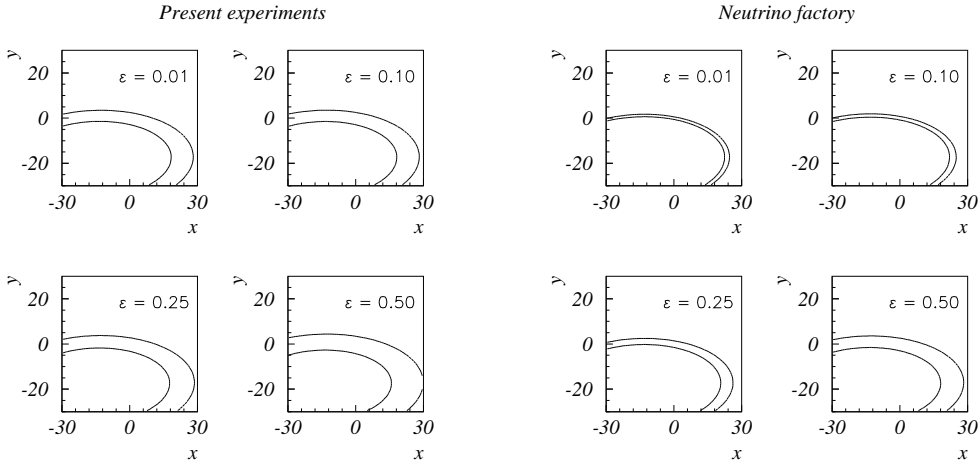 Present experiments
Neutrino factory
y
20
0
-20
ε = 0.01
-30 0 30
x
y
20
0
-20
ε = 0.10
-30 0 30
x
y
20
0
-20
ε = 0.01
-30 0 30
x
y
20
0
-20
ε = 0.10
-30 0 30
x
y
20
0
-20
ε = 0.25
-30 0 30
x
y
20
0
-20
ε = 0.50
-30 0 30
x
y
20
0
-20
ε = 0.25
-30 0 30
x
y
20
0
-20
ε = 0.50
-30 0 30
x